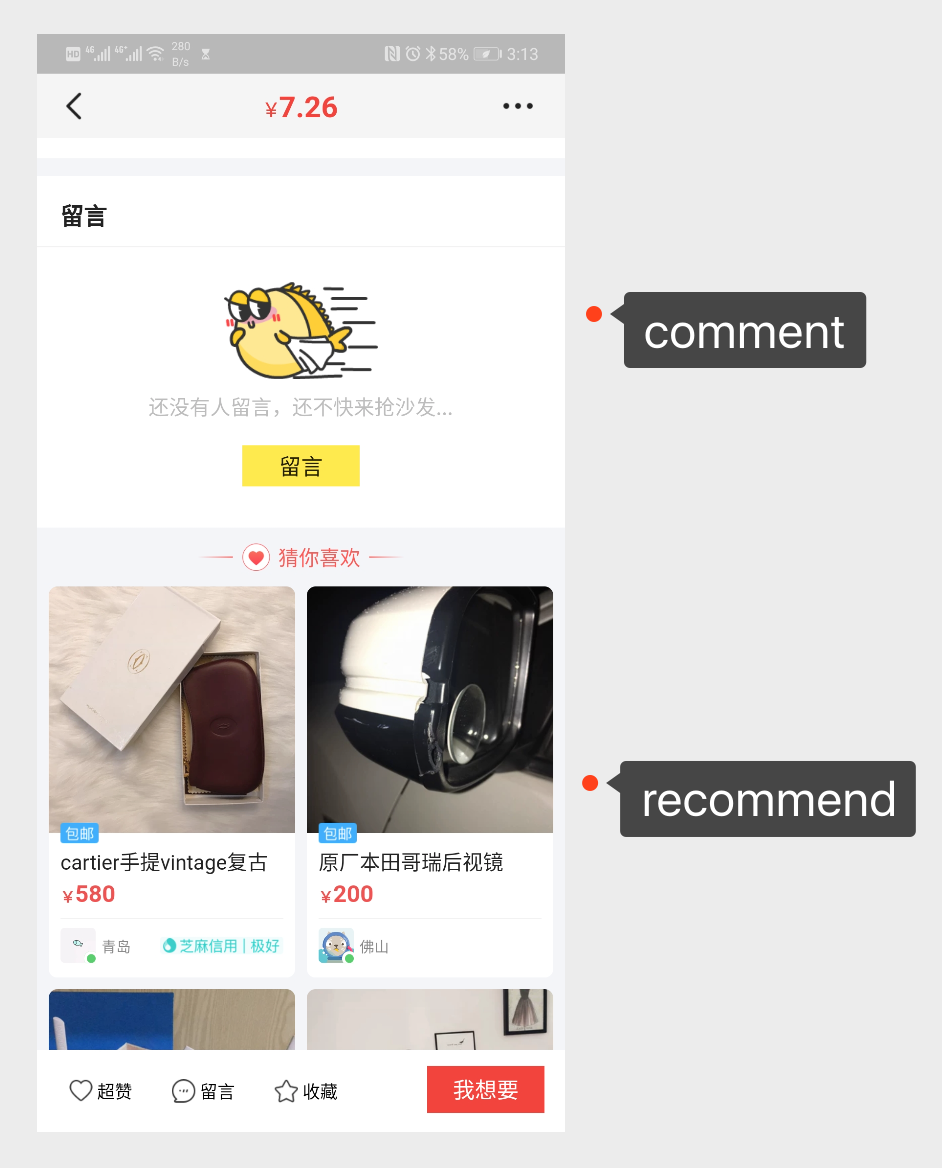 HD 4G 4G+ 280 B/s 58% 3:13
¥7.26
留言
还没有人留言，还不快来抢沙发...
留言
comment
猜你喜欢
recommend
包邮
cartier手提vintage复古
¥580
青岛 芝麻信用 | 极好
包邮
原厂本田哥瑞后视镜
¥200
佛山
超赞 留言 收藏 我想要